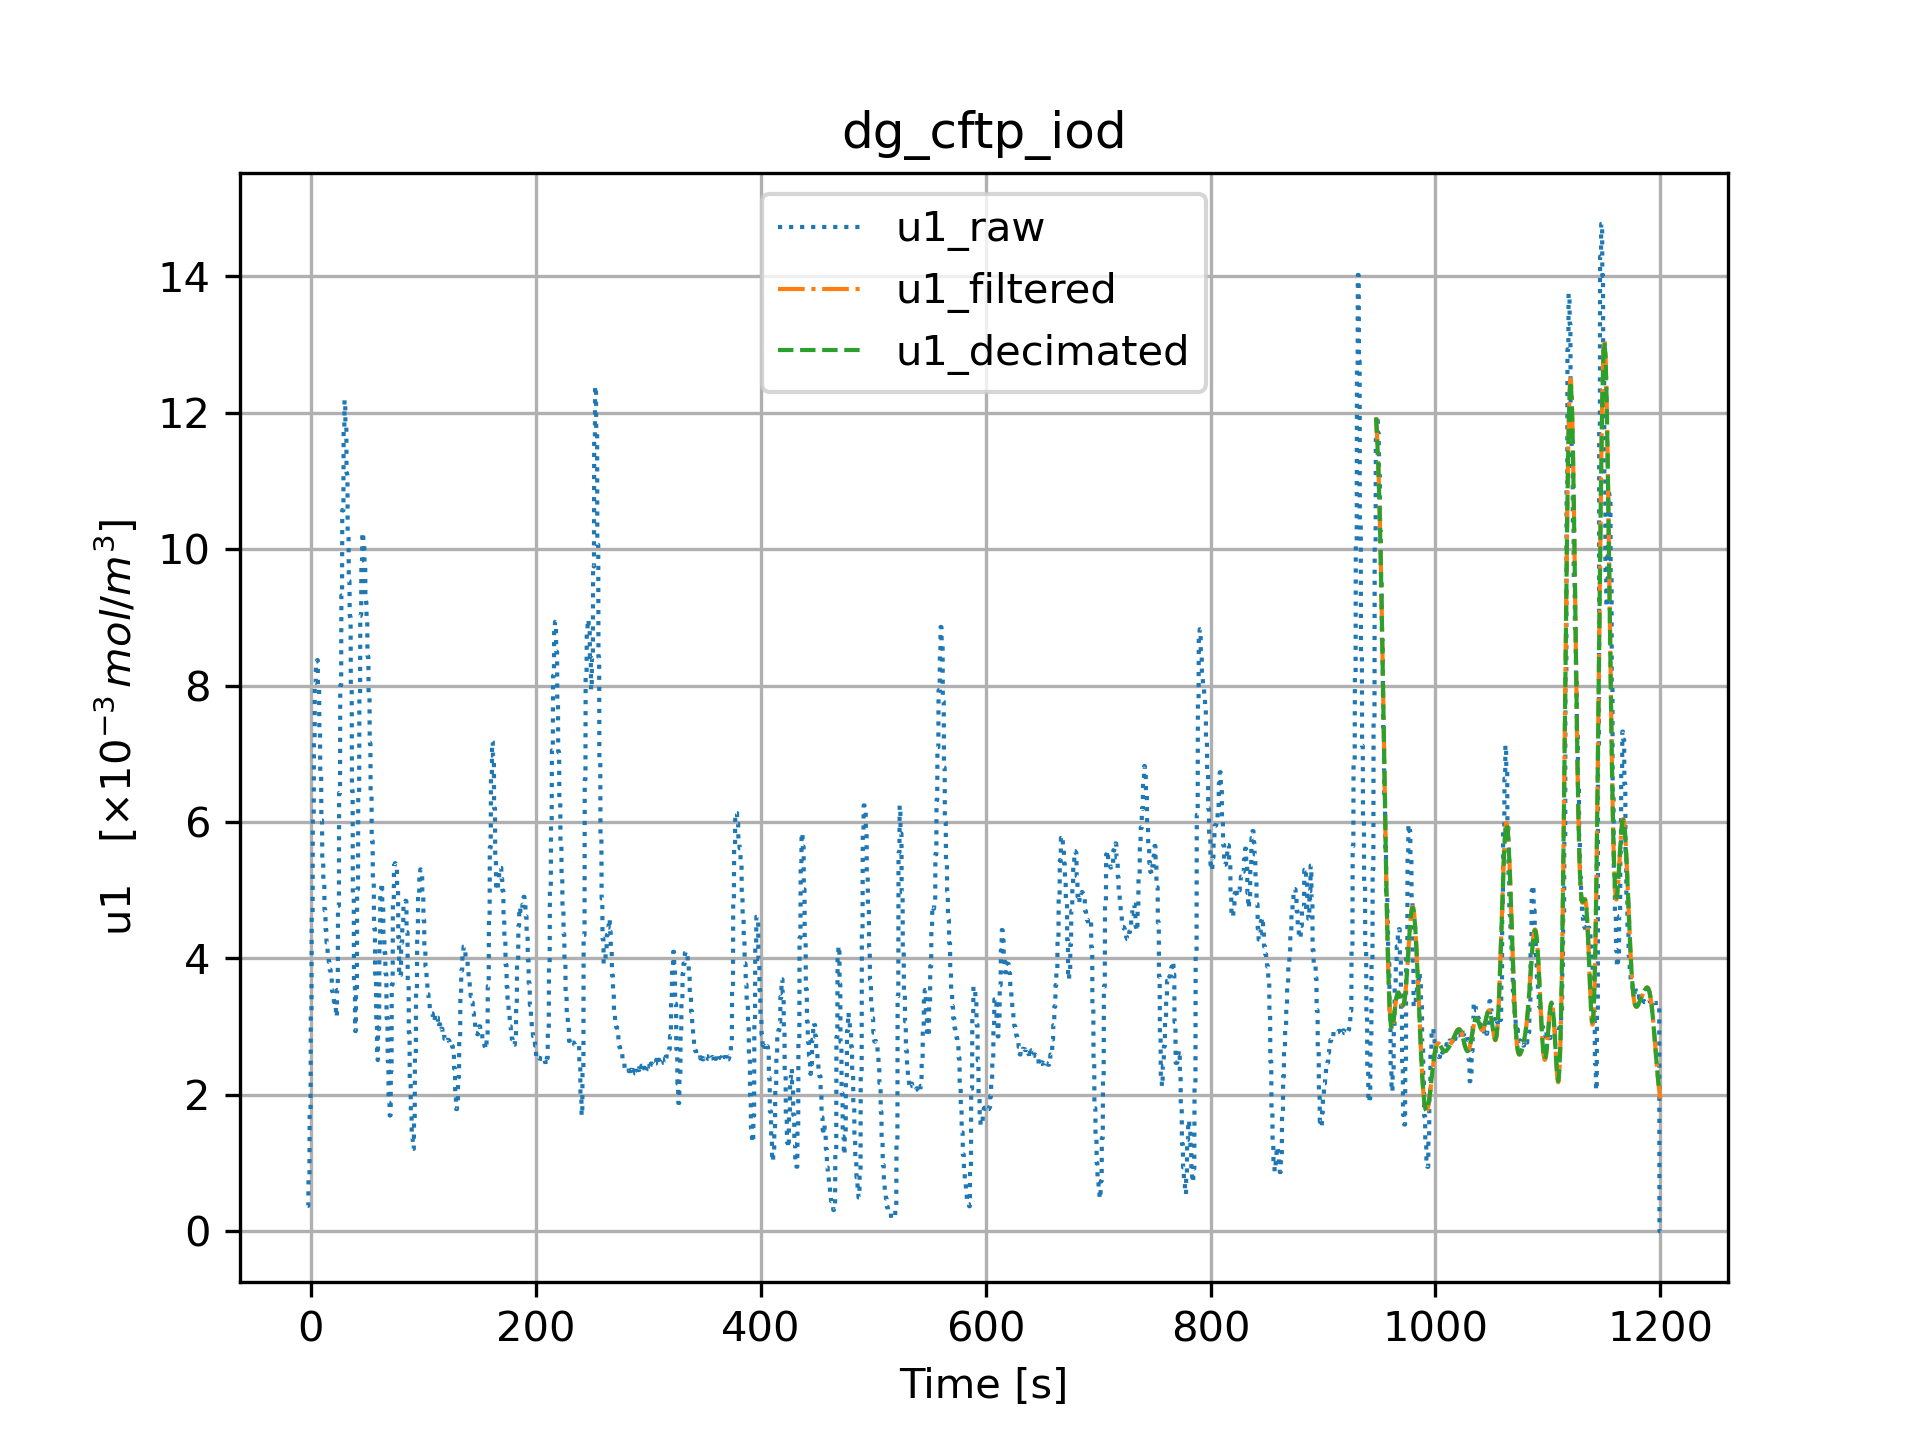 dg_cftp_iod
u1_raw
u1_filtered
u1_decimated
u1 [×10⁻³ mol/m³]
14
12
10
8
6
4
2
0
0 200 400 600 800 1000 1200
Time [s]